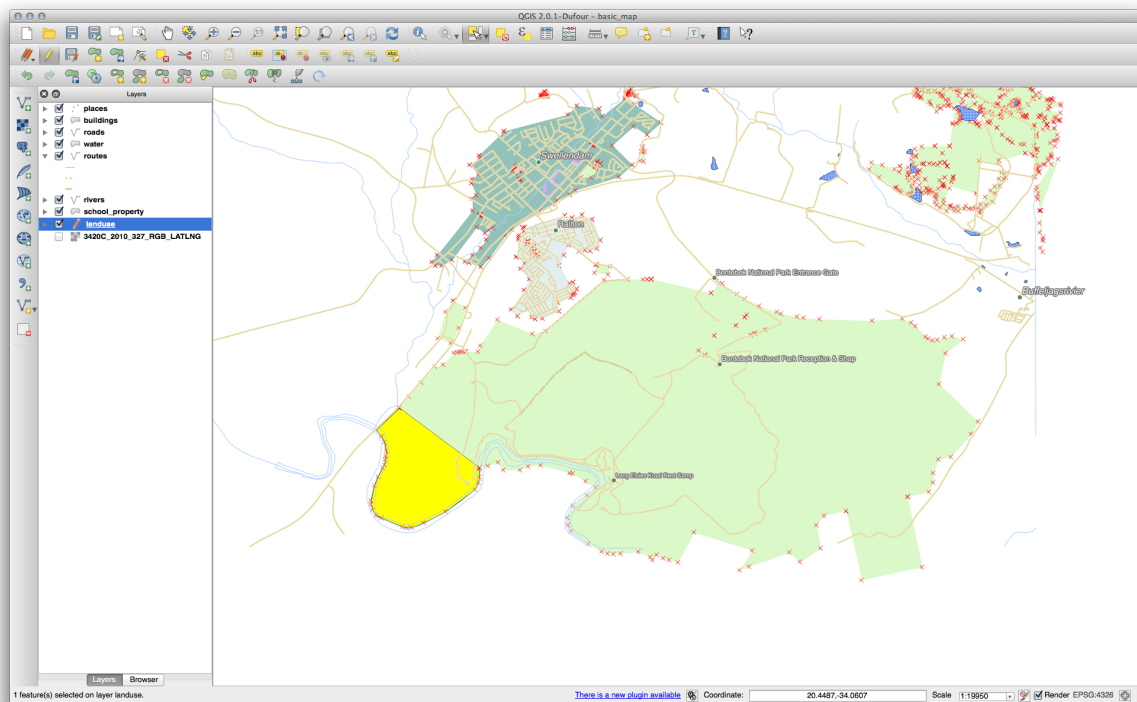 QGIS 2.0.1-Dufour - basic_map
Layers
places
buildings
roads
water
routes
rivers
school_property
landuse
3420C_2010_327_RGB_LATLNG
Swellendam
Railton
Bontebok National Park Entrance Gate
Buffeljagsrivier
Bontebok National Park Reception & Shop
Lang Elsies Kraal Rest Camp
Layers Browser
1 feature(s) selected on layer landuse.
There is a new plugin available
Coordinate: 20.4487,-34.0607
Scale 1:19950
Render EPSG:4326